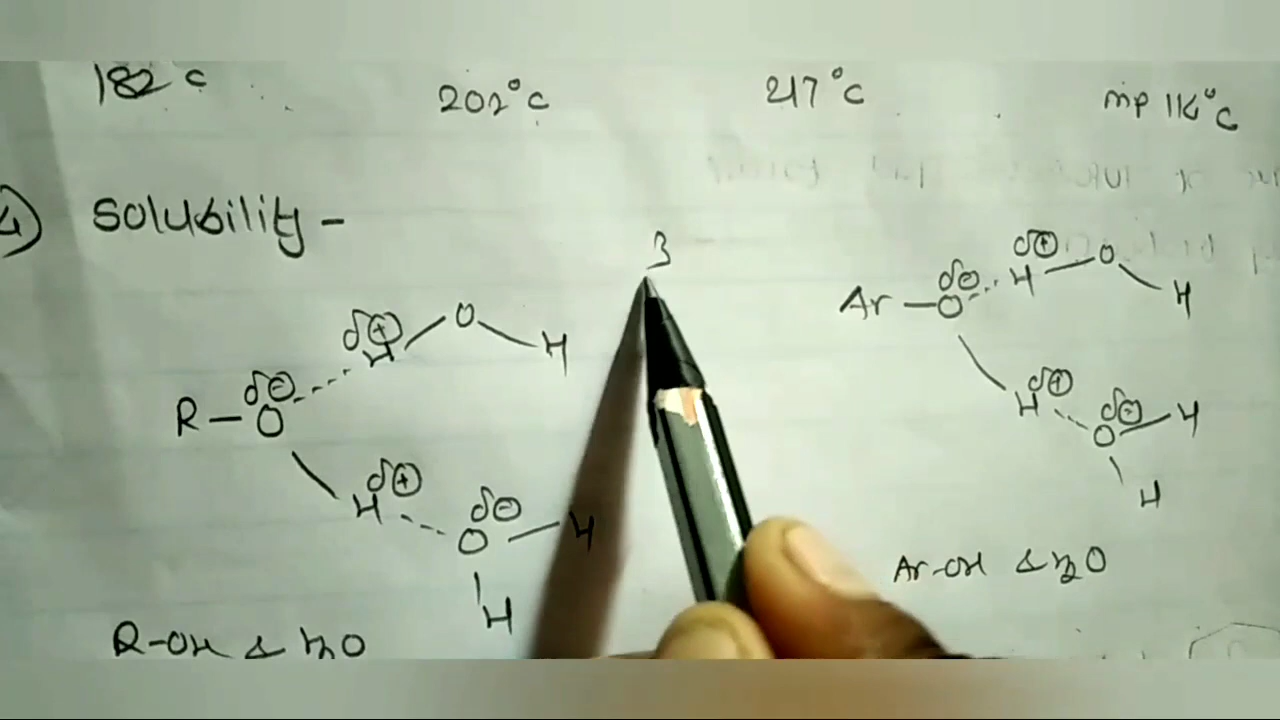 182 c 202°c 217°c mp 116°c
4) Solubility -
3
δ⊕ δ⊖ δ⊕
H O H Ar — O H O H
δ⊖ δ⊕ δ⊖
R — O H O H
δ⊕ δ⊖ H
H O H
H
Ar-OH & H2O
R-OH & H2O